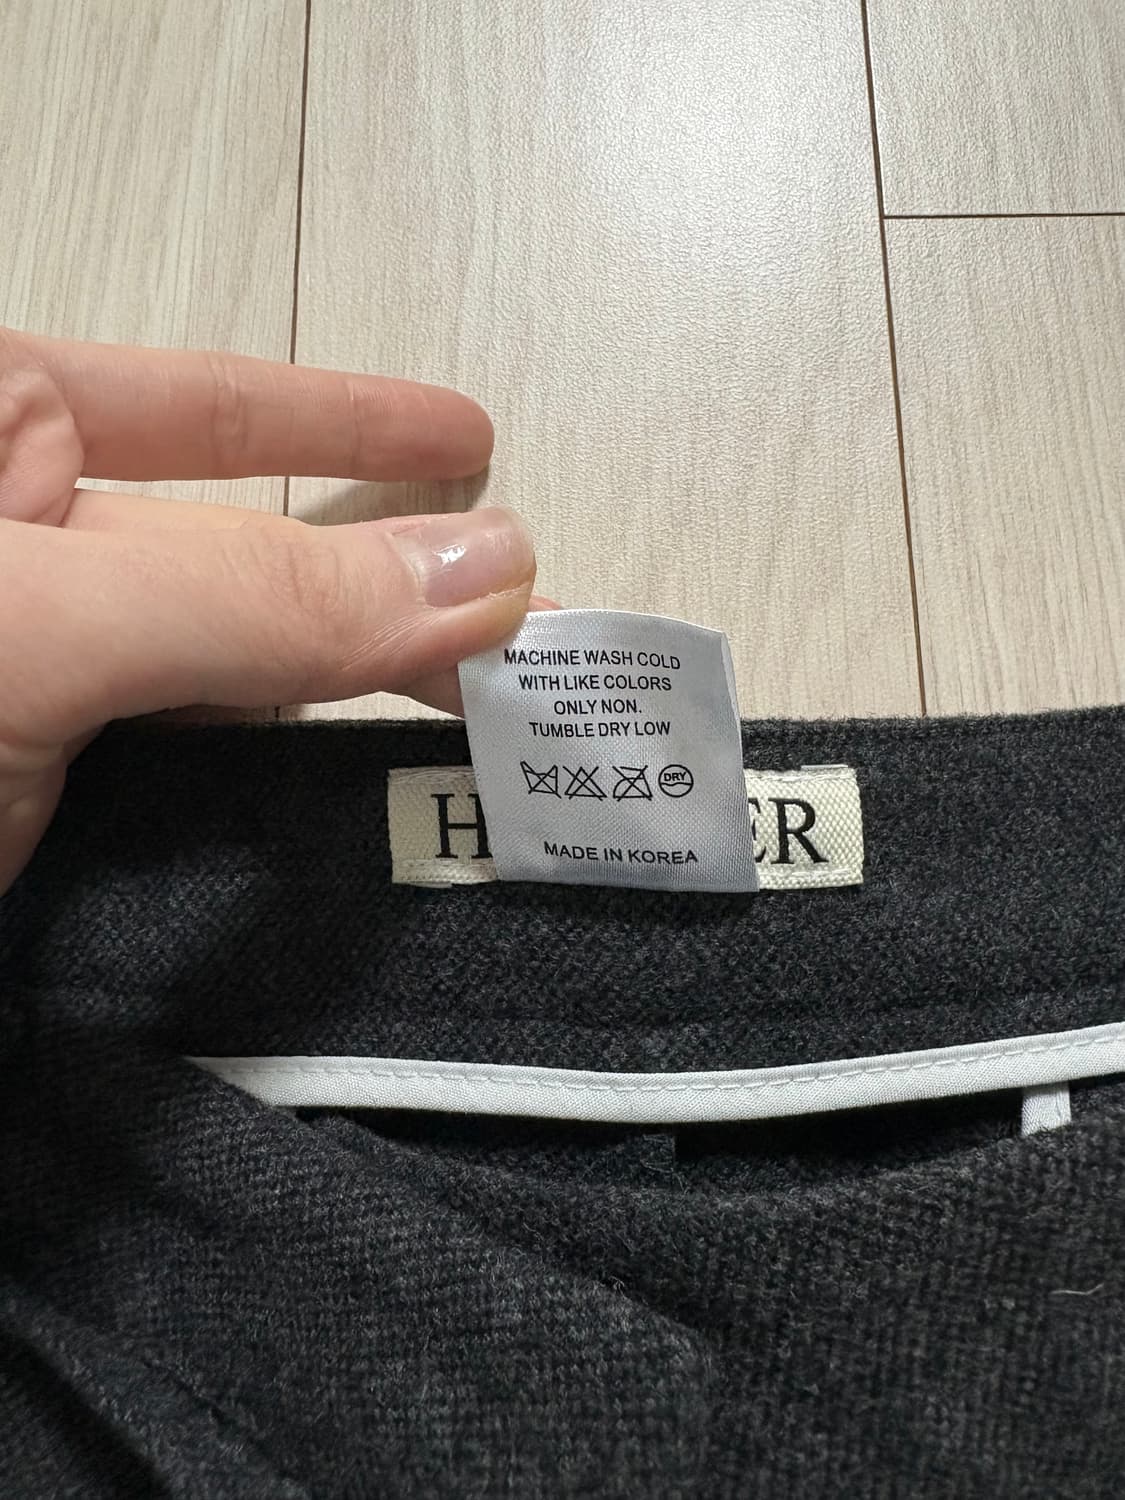 MACHINE WASH COLD
WITH LIKE COLORS
ONLY NON.
TUMBLE DRY LOW
DRY
MADE IN KOREA